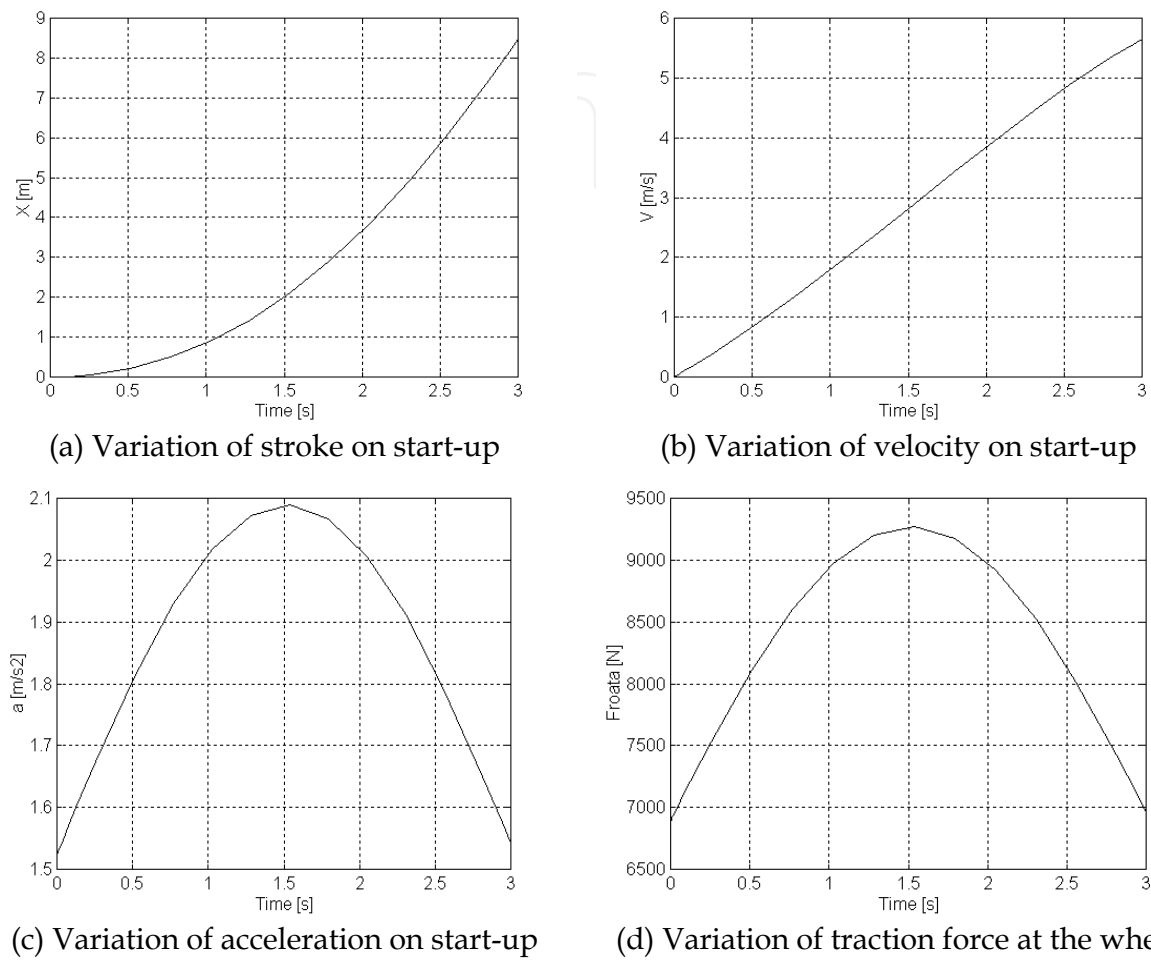 9
8
7
6
5
4
3
2
1
0
X [m]
0 0.5 1 1.5 2 2.5 3
Time [s]
(a) Variation of stroke on start-up
6
5
4
3
2
1
0
V [m/s]
0 0.5 1 1.5 2 2.5 3
Time [s]
(b) Variation of velocity on start-up
2.1
2
1.9
1.8
1.7
1.6
1.5
a [m/s2]
0 0.5 1 1.5 2 2.5 3
Time [s]
(c) Variation of acceleration on start-up
9500
9000
8500
8000
7500
7000
6500
Froata [N]
0 0.5 1 1.5 2 2.5 3
Time [s]
(d) Variation of traction force at the whe